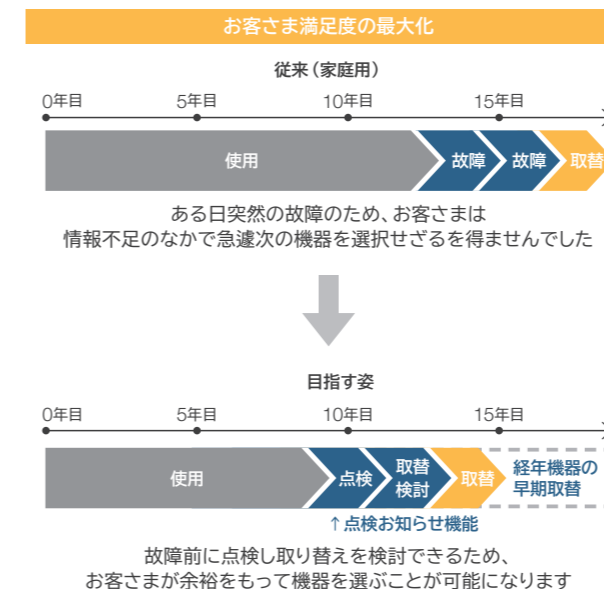 お客さま満足度の最大化
従来（家庭用）
0年目 5年目 10年目 15年目
使用 故障 故障 取替
ある日突然の故障のため、お客さまは
情報不足のなかで急遽次の機器を選択せざるを得ませんでした
目指す姿
0年目 5年目 10年目 15年目
使用 点検 取替 検討 取替 経年機器の
早期取替
↑点検お知らせ機能
故障前に点検し取り替えを検討できるため、
お客さまが余裕をもって機器を選ぶことが可能になります